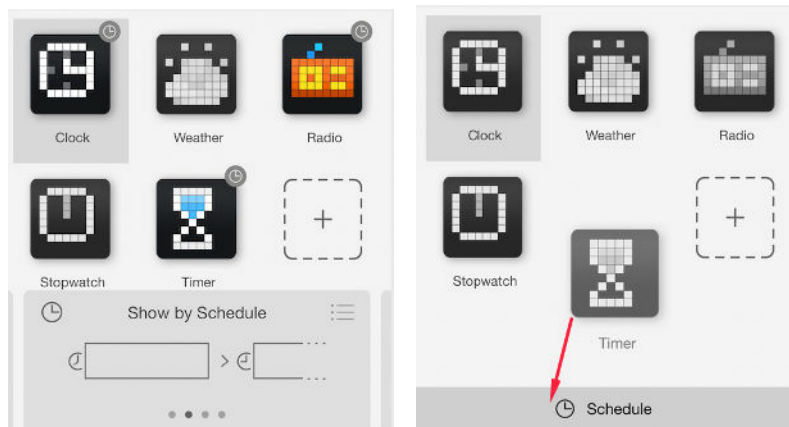 Clock Weather Radio
Stopwatch Timer
Show by Schedule
Clock Weather Radio
Stopwatch
Timer
Schedule